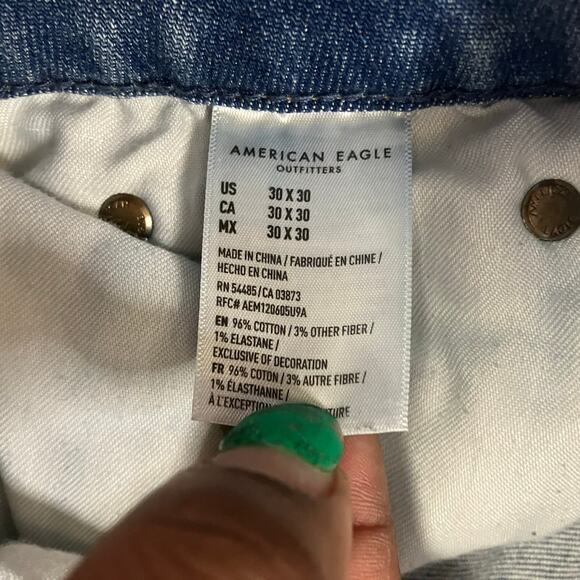 AMERICAN EAGLE
OUTFITTERS
US 30 X 30
CA 30 X 30
MX 30 X 30
MADE IN CHINA / FABRIQUÉ EN CHINE /
HECHO EN CHINA
RN 54485/CA 03873
RFC# AEM120605U9A
EN 96% COTTON / 3% OTHER FIBER /
1% ELASTANE /
EXCLUSIVE OF DECORATION
FR 96% COTON / 3% AUTRE FIBRE /
1% ÉLASTHANNE /
À L'EXCEPTION